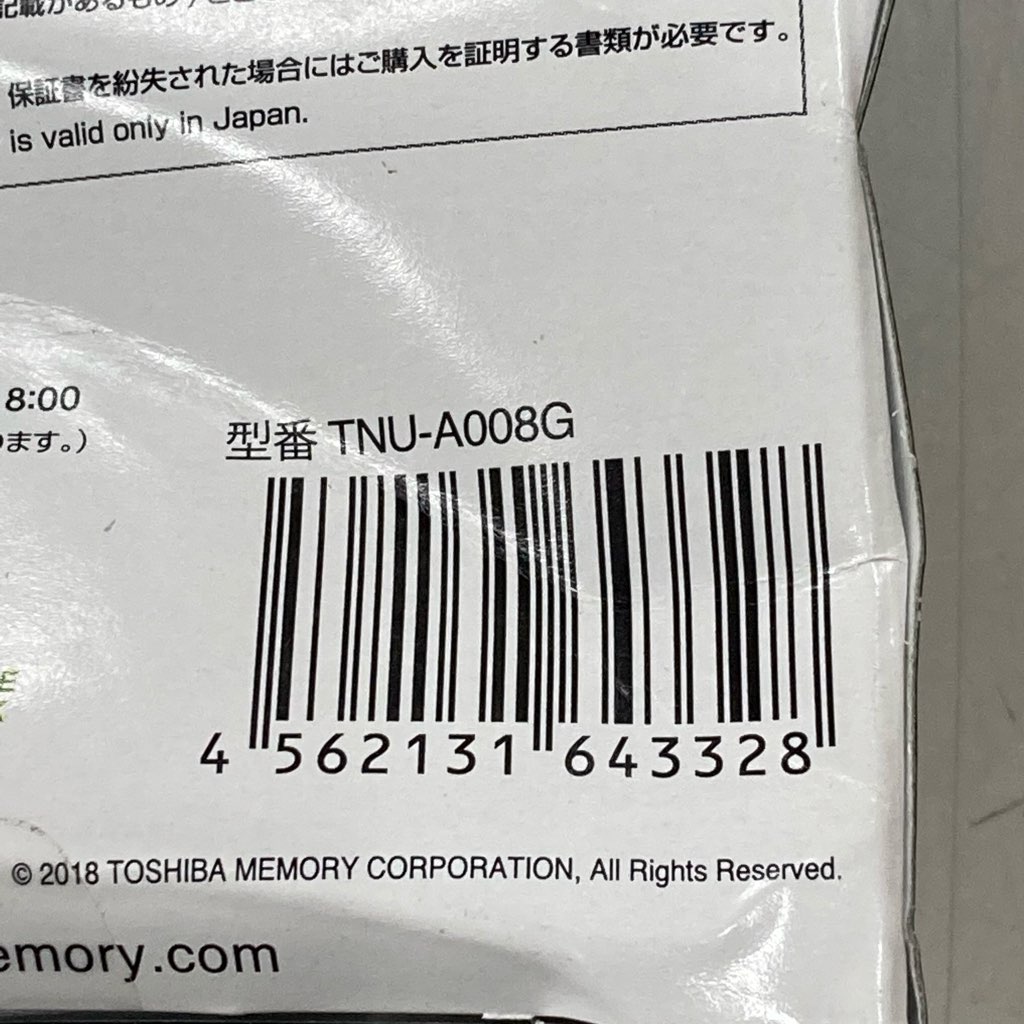 保証書を紛失された場合にはご購入を証明する書類が必要です。
is valid only in Japan.
8:00
ます。）
型番 TNU-A008G
4 562131 643328
© 2018 TOSHIBA MEMORY CORPORATION, All Rights Reserved.
emory.com